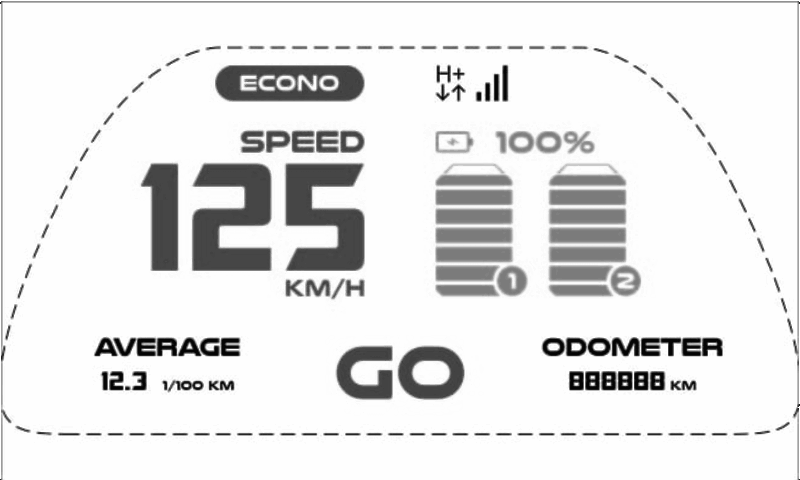 ECONO
H+
SPEED
125
KM/H
100%
1
2
AVERAGE
12.3 1/100 KM
GO
ODOMETER
888888 KM